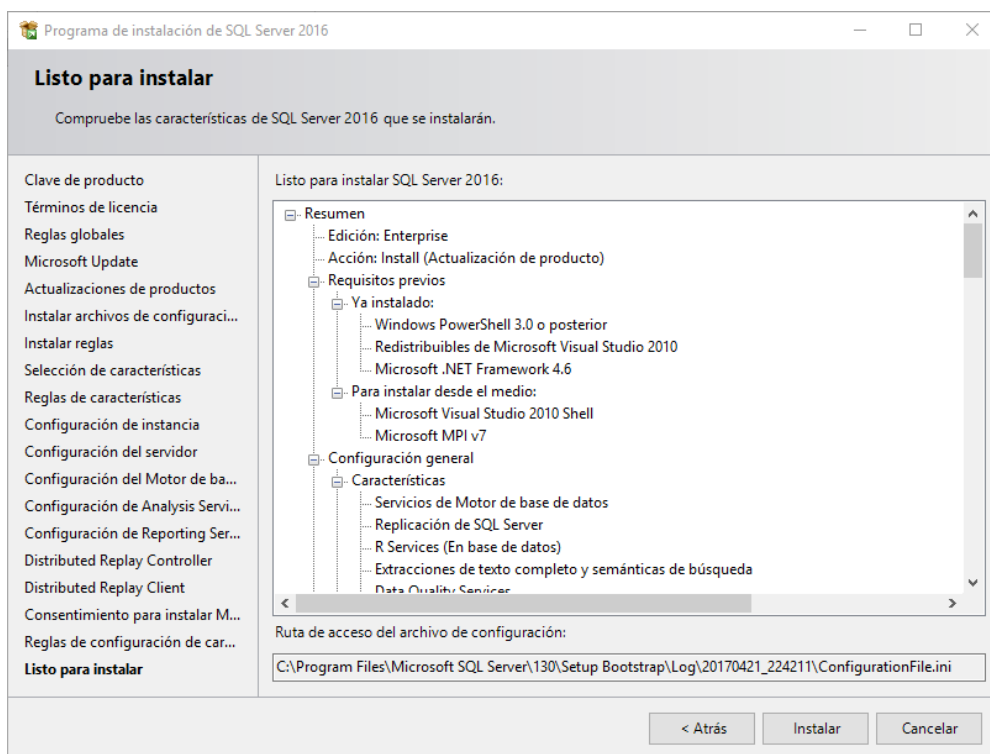 Programa de instalación de SQL Server 2016
Listo para instalar
Compruebe las características de SQL Server 2016 que se instalarán.
Clave de producto
Términos de licencia
Reglas globales
Microsoft Update
Actualizaciones de productos
Instalar archivos de configuraci...
Instalar reglas
Selección de características
Reglas de características
Configuración de instancia
Configuración del servidor
Configuración del Motor de ba...
Configuración de Analysis Servi...
Configuración de Reporting Ser...
Distributed Replay Controller
Distributed Replay Client
Consentimiento para instalar M...
Reglas de configuración de car...
Listo para instalar
Listo para instalar SQL Server 2016:
Resumen
Edición: Enterprise
Acción: Install (Actualización de producto)
Requisitos previos
Ya instalado:
Windows PowerShell 3.0 o posterior
Redistribuibles de Microsoft Visual Studio 2010
Microsoft .NET Framework 4.6
Para instalar desde el medio:
Microsoft Visual Studio 2010 Shell
Microsoft MPI v7
Configuración general
Características
Servicios de Motor de base de datos
Replicación de SQL Server
R Services (En base de datos)
Extracciones de texto completo y semánticas de búsqueda
Data Quality Services
Ruta de acceso del archivo de configuración:
C:\Program Files\Microsoft SQL Server\130\Setup Bootstrap\Log\20170421_224211\ConfigurationFile.ini
< Atrás
Instalar
Cancelar